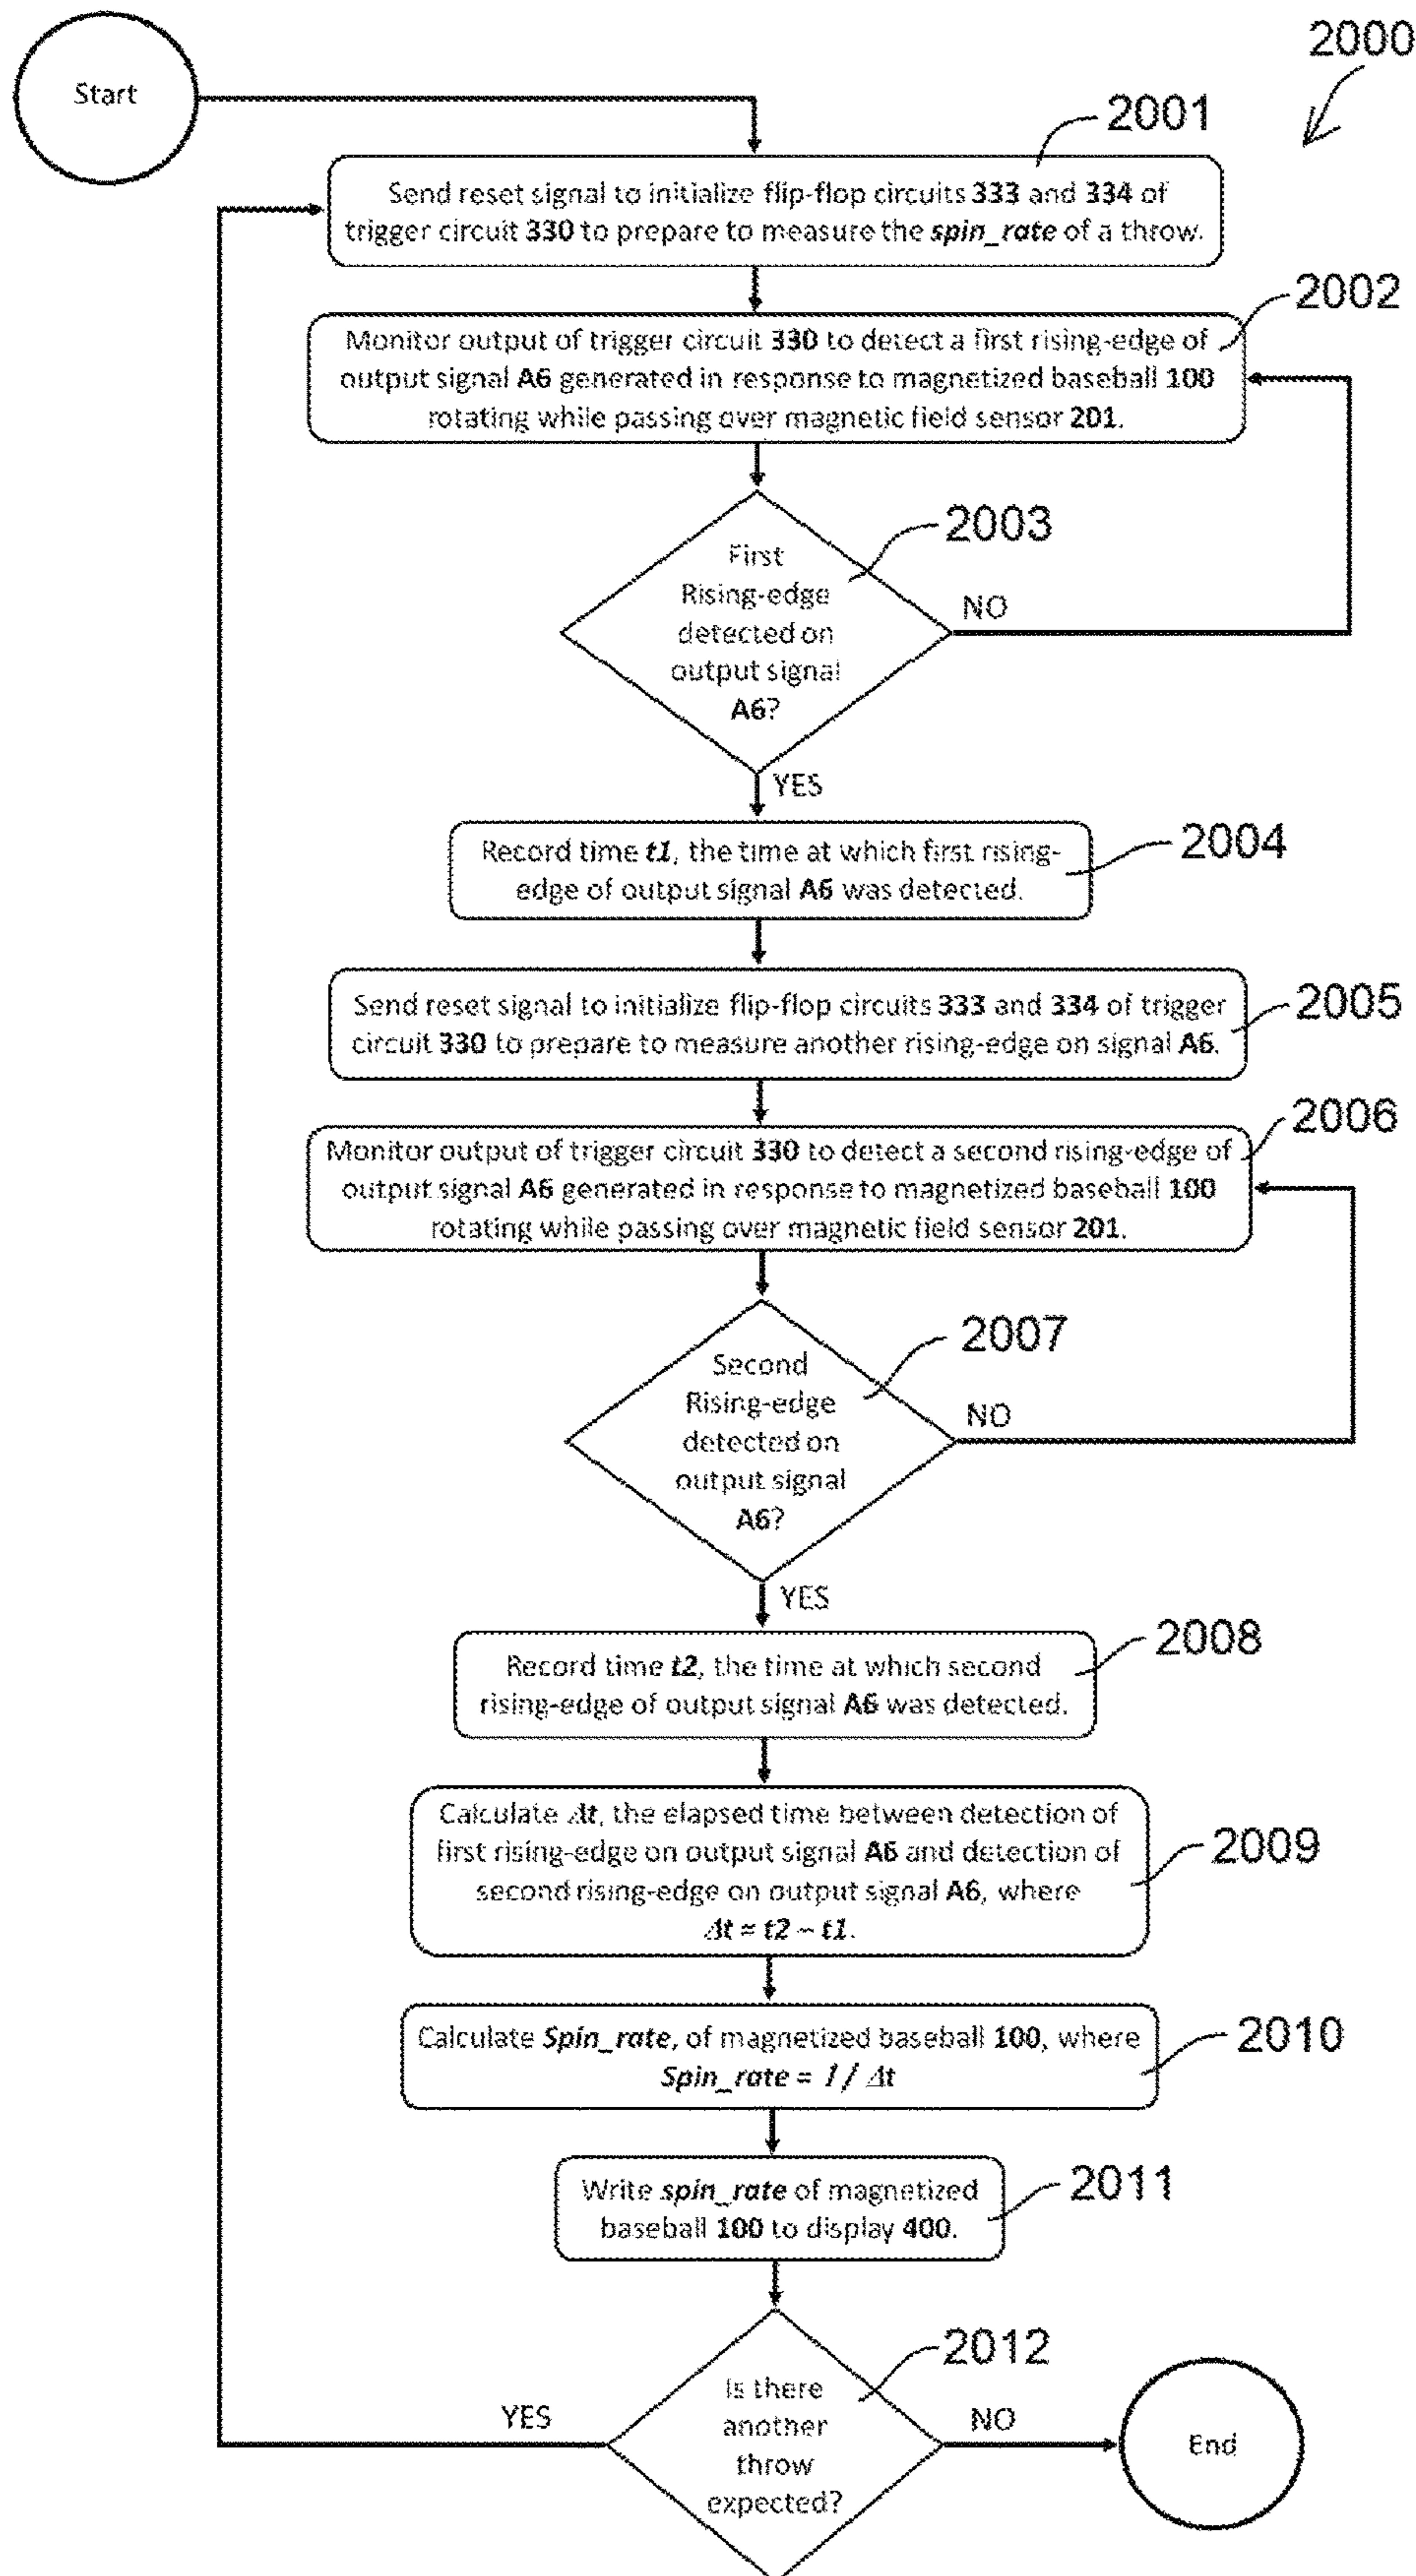 2000
Start
2001
Send reset signal to initialize flip-flop circuits 333 and 334 of
trigger circuit 330 to prepare to measure the spin_rate of a throw.
2002
Monitor output of trigger circuit 330 to detect a first rising-edge of
output signal A6 generated in response to magnetized baseball 100
rotating while passing over magnetic field sensor 201.
2003
First
Rising-edge
detected on
output signal
A6?
NO
YES
2004
Record time t1, the time at which first rising-
edge of output signal A6 was detected.
2005
Send reset signal to initialize flip-flop circuits 333 and 334 of trigger
circuit 330 to prepare to measure another rising-edge on signal A6.
2006
Monitor output of trigger circuit 330 to detect a second rising-edge of
output signal A6 generated in response to magnetized baseball 100
rotating while passing over magnetic field sensor 201.
2007
Second
Rising-edge
detected on
output signal
A6?
NO
YES
2008
Record time t2, the time at which second
rising-edge of output signal A6 was detected.
2009
Calculate Δt, the elapsed time between detection of
first rising-edge on output signal A6 and detection of
second rising-edge on output signal A6, where
Δt = t2 – t1.
2010
Calculate Spin_rate, of magnetized baseball 100, where
Spin_rate = 1 / Δt
2011
Write spin_rate of magnetized
baseball 100 to display 400.
2012
Is there
another
throw
expected?
YES
NO
End